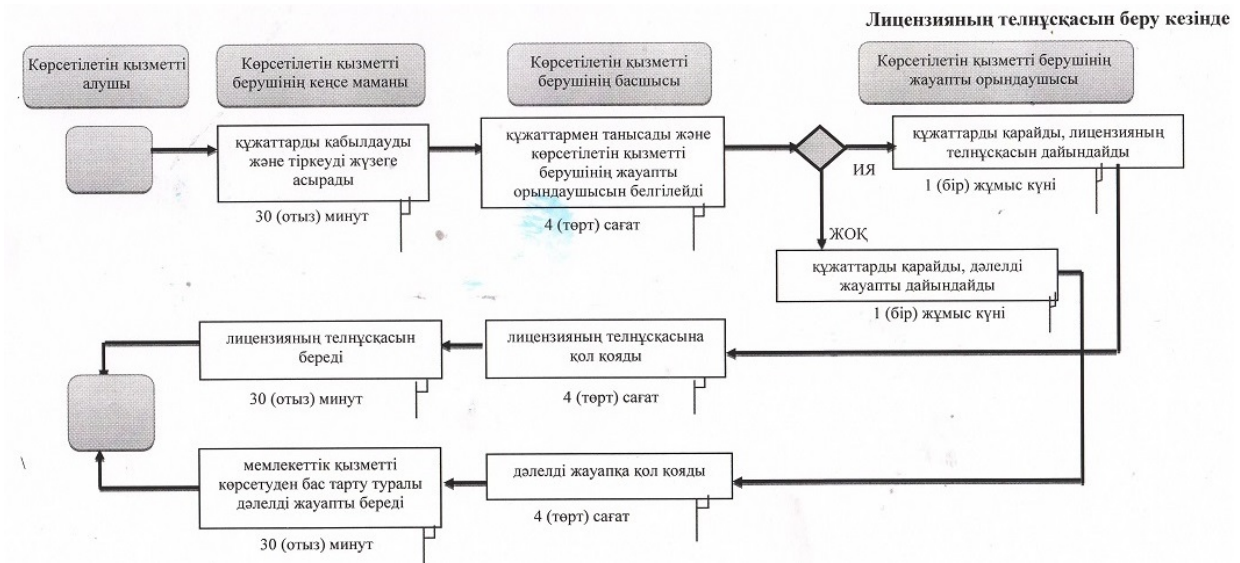 Лицензияның телнұсқасын беру кезінде
Көрсетілетін қызметті
алушы
Көрсетілетін қызметті
берушінің кеңсе маманы
Көрсетілетін қызметті
берушінің басшысы
Көрсетілетін қызметті берушінің
жауапты орындаушысы
құжаттарды қабылдауды
және тіркеуді жүзеге
асырады
30 (отыз) минут
құжаттармен танысады және
көрсетілетін қызметті
берушінің жауапты
орындаушысын белгілейді
4 (төрт) сағат
ИЯ
құжаттарды қарайды, лицензияның
телнұсқасын дайындайды
1 (бір) жұмыс күні
ЖОҚ
құжаттарды қарайды, дәлелді
жауапты дайындайды
1 (бір) жұмыс күні
лицензияның телнұсқасын
береді
30 (отыз) минут
лицензияның телнұсқасына
қол қояды
4 (төрт) сағат
мемлекеттік қызметті
көрсетуден бас тарту туралы
дәлелді жауапты береді
30 (отыз) минут
дәлелді жауапқа қол қояды
4 (төрт) сағат